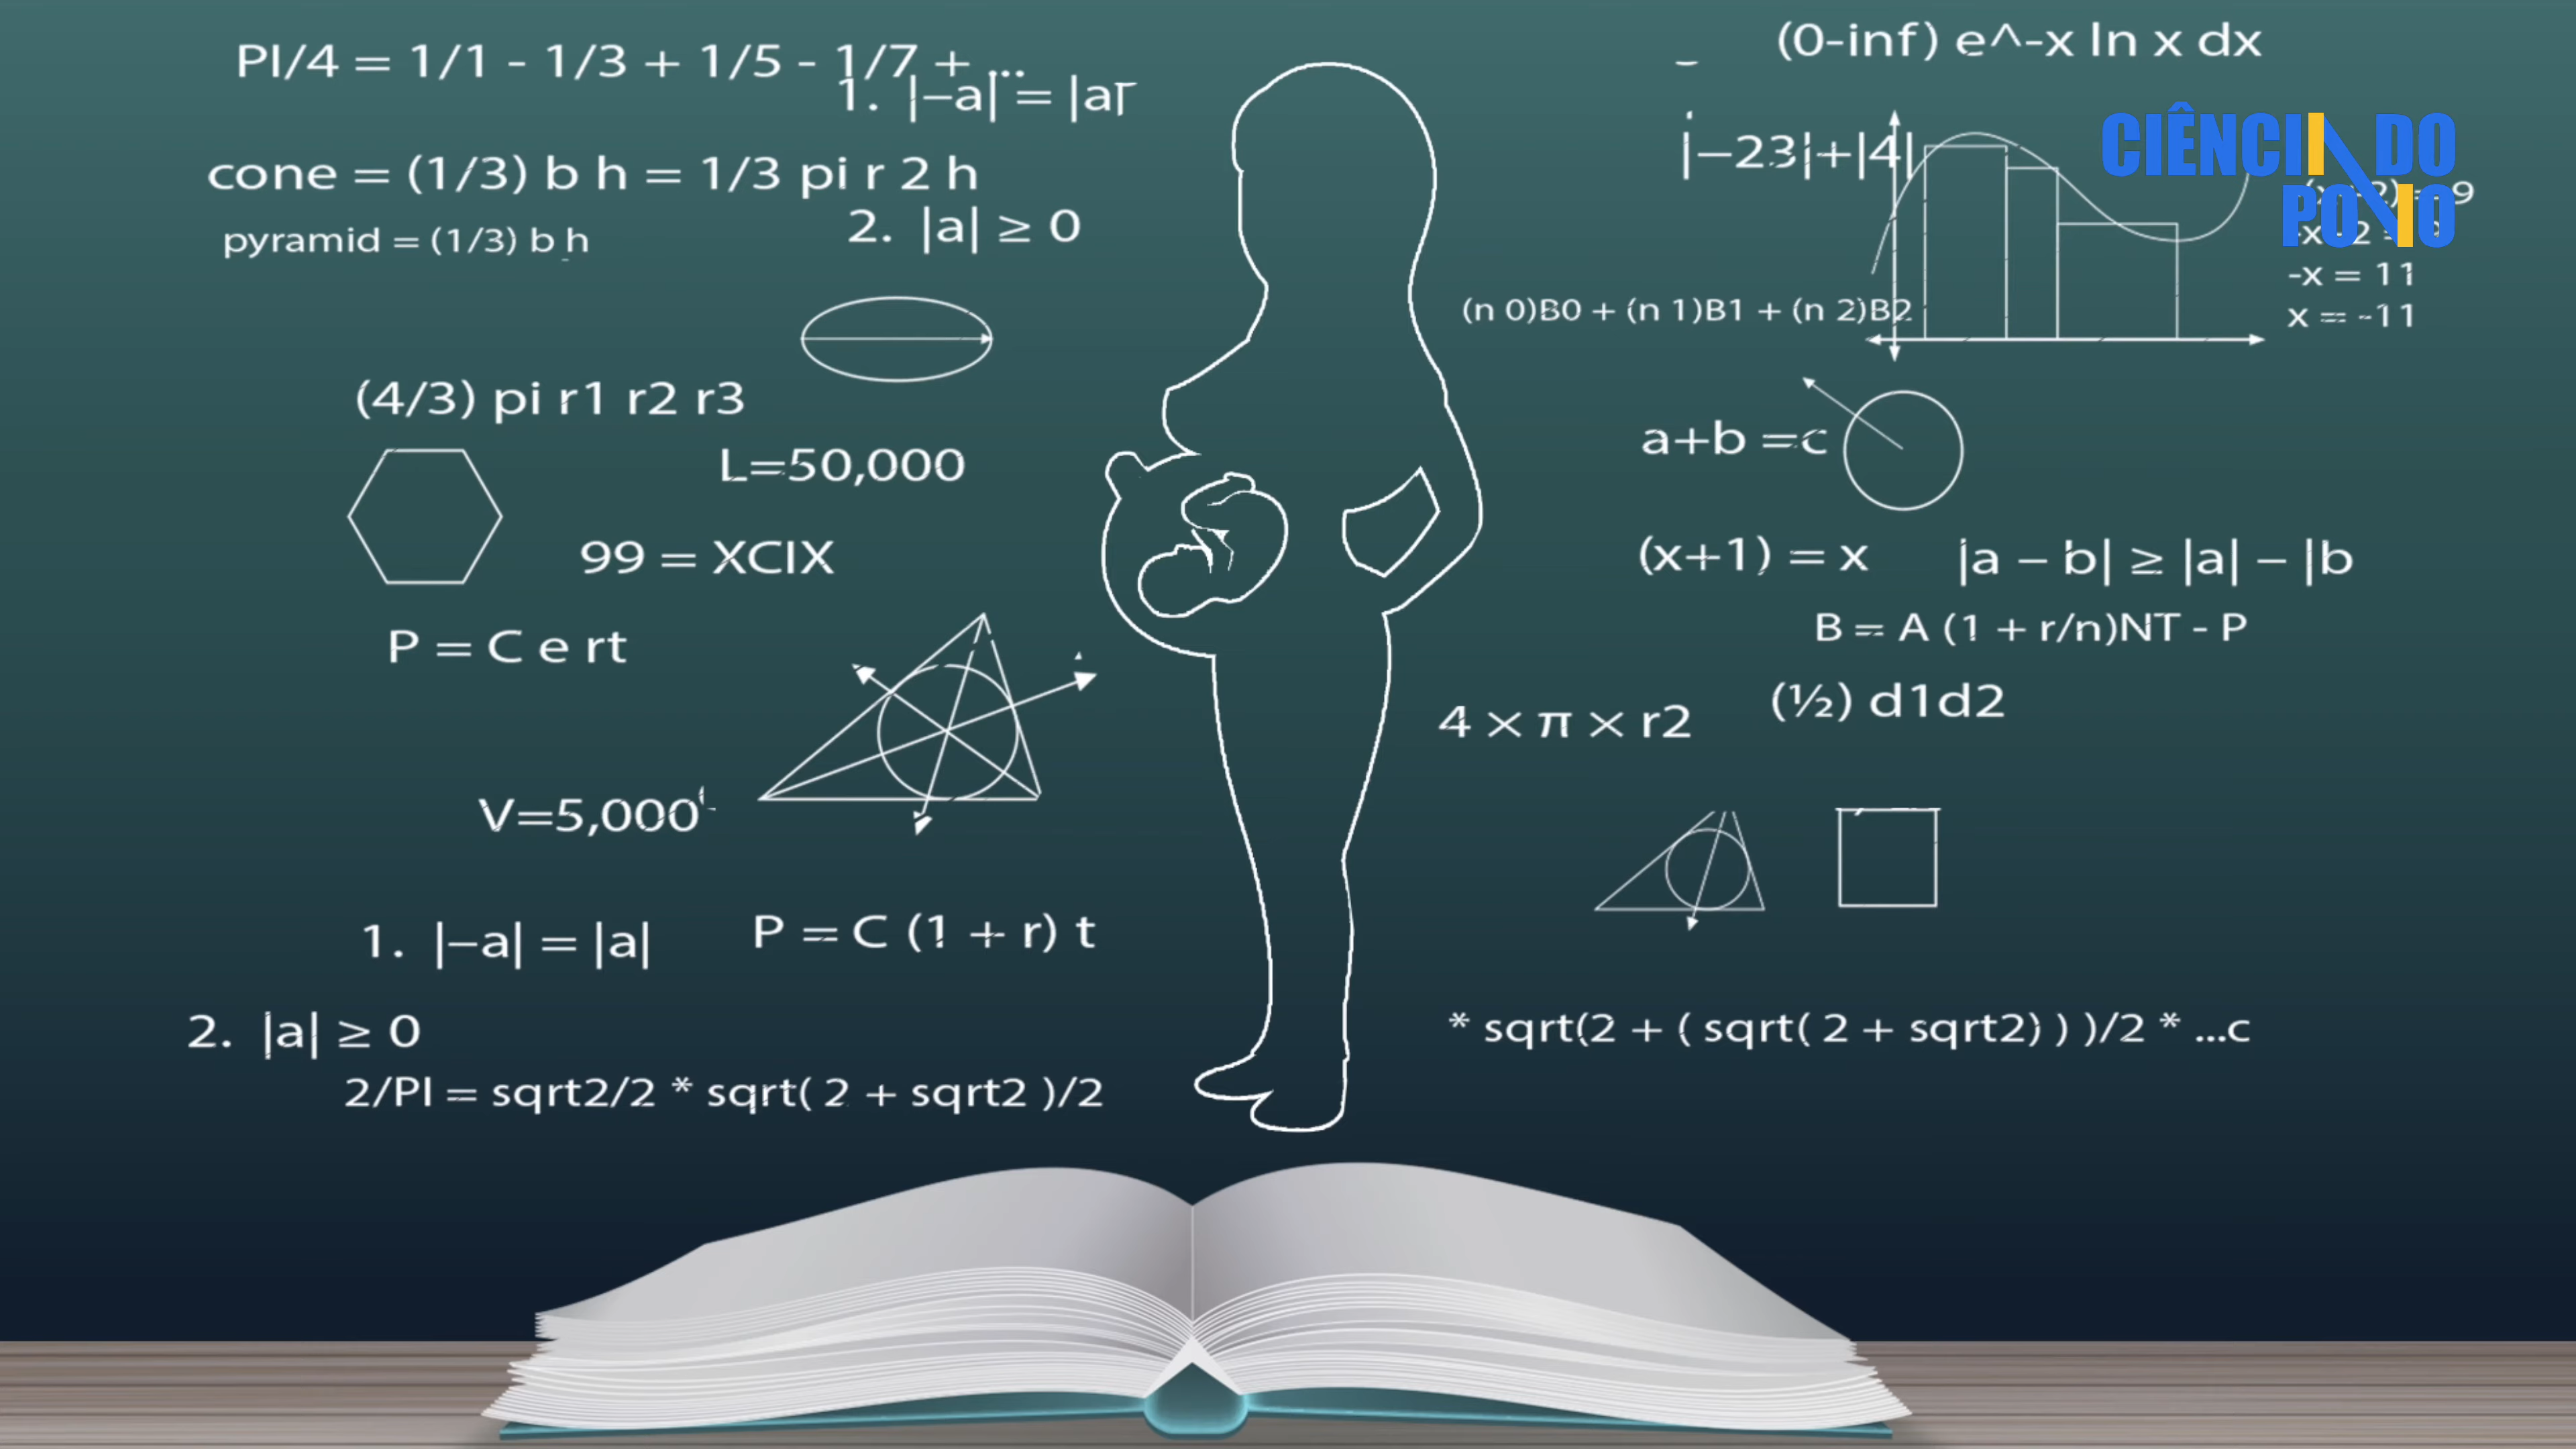 PI/4 = 1/1 - 1/3 + 1/5 - 1/7 + ...
1. |−a| = |a
cone = (1/3) b h = 1/3 pi r 2 h
2. |a| ≥ 0
pyramid = (1/3) b h
(4/3) pi r1 r2 r3
L=50,000
99 = XCIX
P = C e rt
V=5,000
1. |−a| = |a|
P = C (1 + r) t
2. |a| ≥ 0
2/PI = sqrt2/2 * sqrt( 2 + sqrt2 )/2
(0-inf) e^-x ln x dx
|−23|+|4|
CIÊNCIA DO
POVO
-x = 11
x = -11
(n 0)B0 + (n 1)B1 + (n 2)B2
a+b =c
(x+1) = x
|a − b| ≥ |a| − |b
B = A (1 + r/n)NT - P
(½) d1d2
4 × π × r2
* sqrt(2 + ( sqrt( 2 + sqrt2) ) )/2 * ...c